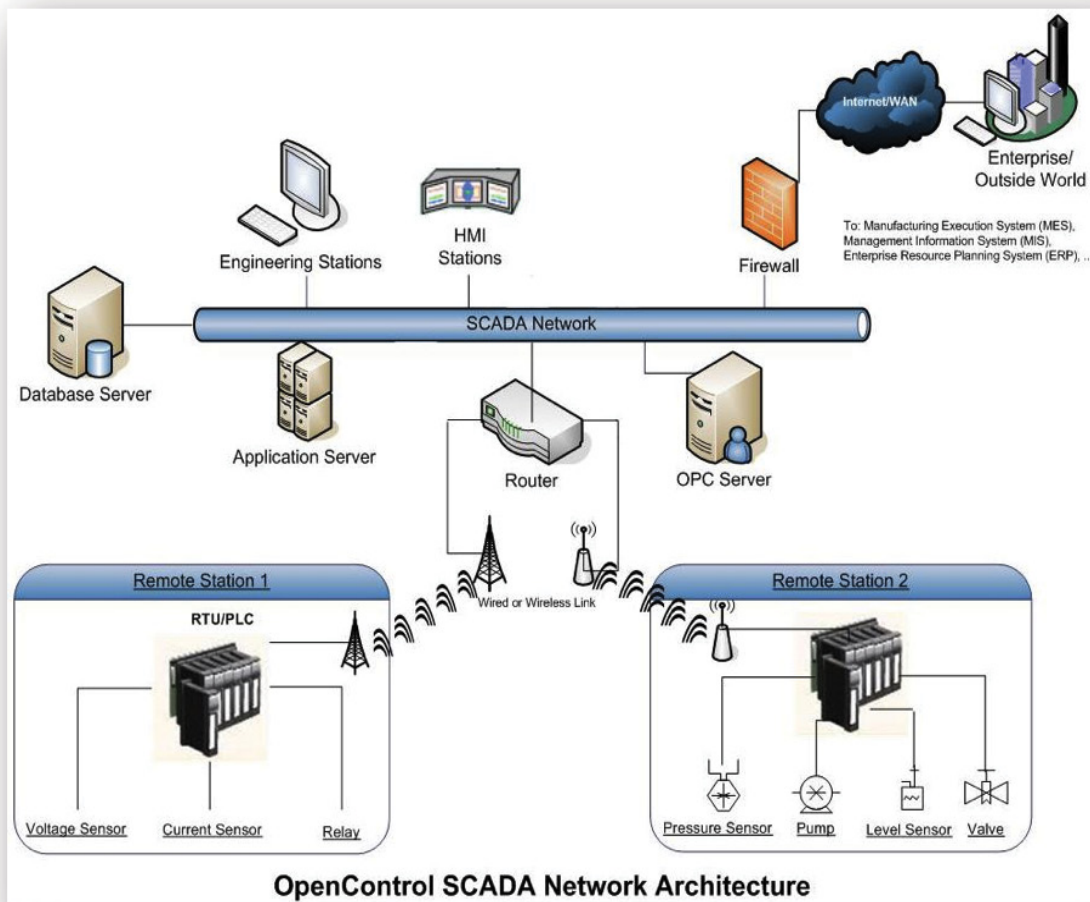 Internet/WAN
Enterprise/
Outside World
To: Manufacturing Execution System (MES),
Management Information System (MIS),
Enterprise Resource Planning System (ERP), ..
Engineering Stations
HMI
Stations
Firewall
SCADA Network
Database Server
Application Server
Router
OPC Server
Wired or Wireless Link
Remote Station 1
RTU/PLC
Voltage Sensor
Current Sensor
Relay
Remote Station 2
Pressure Sensor
Pump
Level Sensor
Valve
OpenControl SCADA Network Architecture